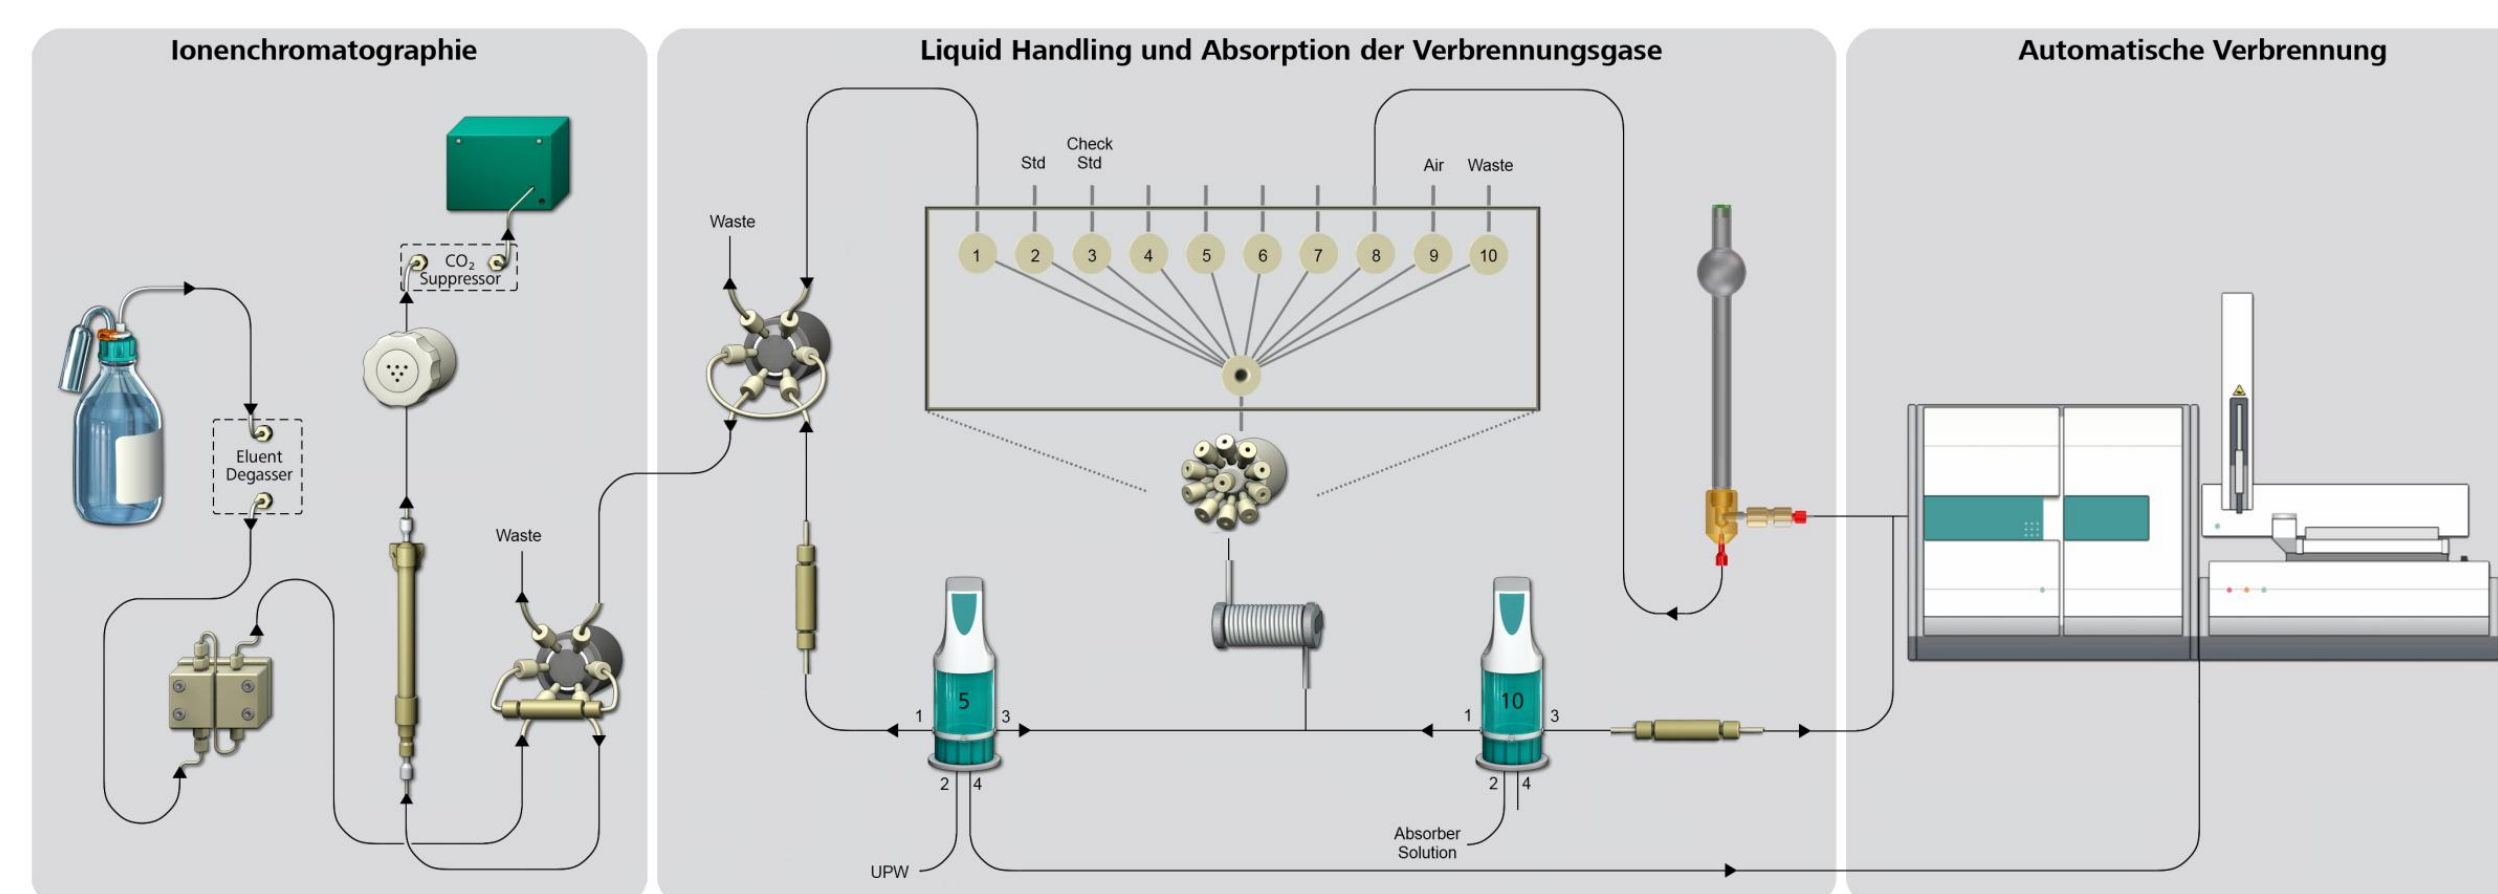 Ionenchromatographie
CO₂
Suppressor
Eluent
Degasser
Waste
Liquid Handling und Absorption der Verbrennungsgase
Waste
Std
Check
Std
Air
Waste
1
2
3
4
5
6
7
8
9
10
5
1
3
2
4
UPW
10
1
3
2
4
Absorber
Solution
Automatische Verbrennung